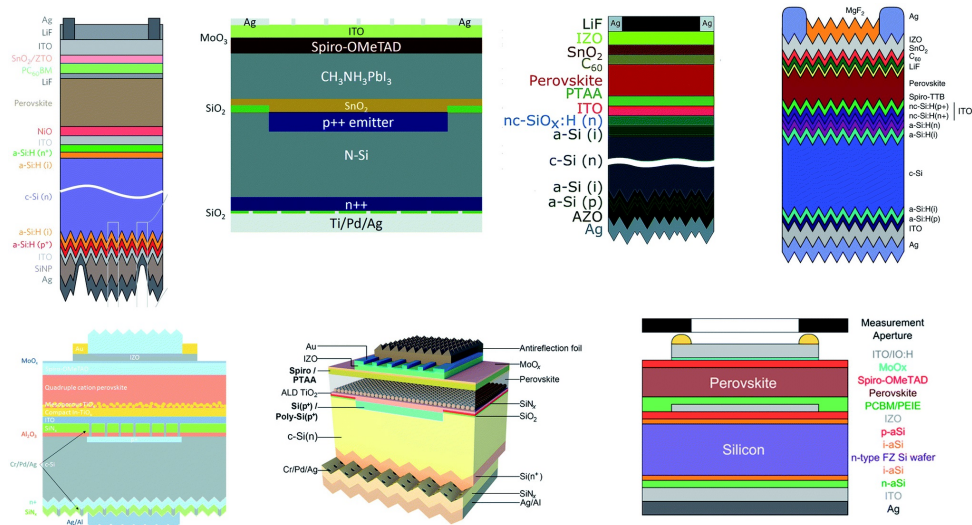 Ag
LiF
ITO
SnO₂/ZTO
PC₆₀BM
LiF
Perovskite
NiO
ITO
a-Si:H (n⁺)
a-Si:H (i)
c-Si (n)
a-Si:H (i)
a-Si:H (p⁺)
ITO
SiNP
Ag
Ag
Ag
ITO
MoO₃
Spiro-OMeTAD
CH₃NH₃PbI₃
SnO₂
SiO₂
p++ emitter
N-Si
n++
SiO₂
Ti/Pd/Ag
LiF
Ag
Ag
IZO
SnO₂
C₆₀
Perovskite
PTAA
ITO
nc-SiOₓ:H (n)
a-Si (i)
c-Si (n)
a-Si (i)
a-Si (p)
AZO
Ag
MgF₂
Ag
IZO
SnO₂
C₆₀
LiF
Perovskite
Spiro-TTB
nc-Si:H(p+)
nc-Si:H(n+)
ITO
a-Si:H(n)
a-Si:H(i)
c-Si
a-Si:H(i)
a-Si:H(p)
ITO
Ag
Au
IZO
MoOₓ
Quadruple cation perovskite
Compact-TiO₂
ITO
SiNₓ
Al₂O₃
Cr/Pd/Ag
c-Si
n+
SiNₓ
Ag/Al
Au
IZO
Spiro /
PTAA
ALD TiO₂
Si(p⁺) /
Poly-Si(p⁺)
c-Si(n)
Cr/Pd/Ag
Antireflection foil
MoOₓ
Perovskite
SiNₓ
SiO₂
Si(n⁺)
SiNₓ
Ag/Al
Measurement
Aperture
ITO/IO:H
MoOx
Spiro-OMeTAD
Perovskite
PCBM/PEIE
IZO
p-aSi
i-aSi
n-type FZ Si wafer
i-aSi
n-aSi
ITO
Ag
Perovskite
Silicon